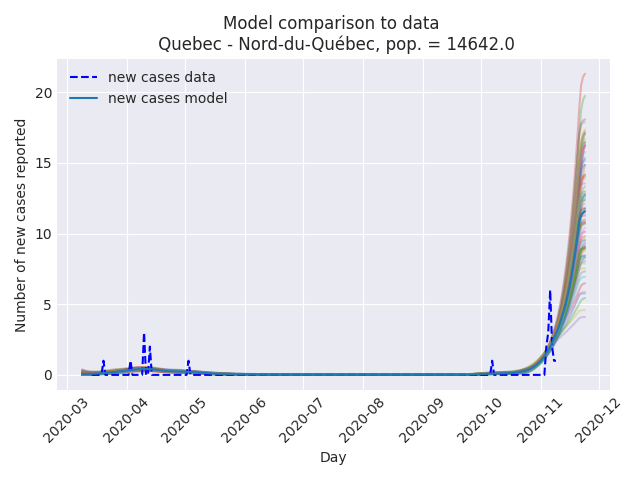 Model comparison to data
Quebec - Nord-du-Québec, pop. = 14642.0
new cases data
new cases model
Number of new cases reported
20
15
10
5
0
2020-03
2020-04
2020-05
2020-06
2020-07
2020-08
2020-09
2020-10
2020-11
2020-12
Day